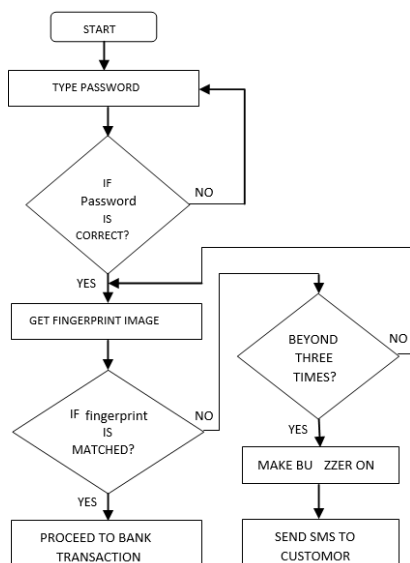 START
TYPE PASSWORD
IF
Password
IS
CORRECT?
NO
YES
GET FINGERPRINT IMAGE
BEYOND
THREE
TIMES?
NO
IF fingerprint
IS
MATCHED?
NO
YES
YES
MAKE BU ZZER ON
PROCEED TO BANK
TRANSACTION
SEND SMS TO
CUSTOMOR